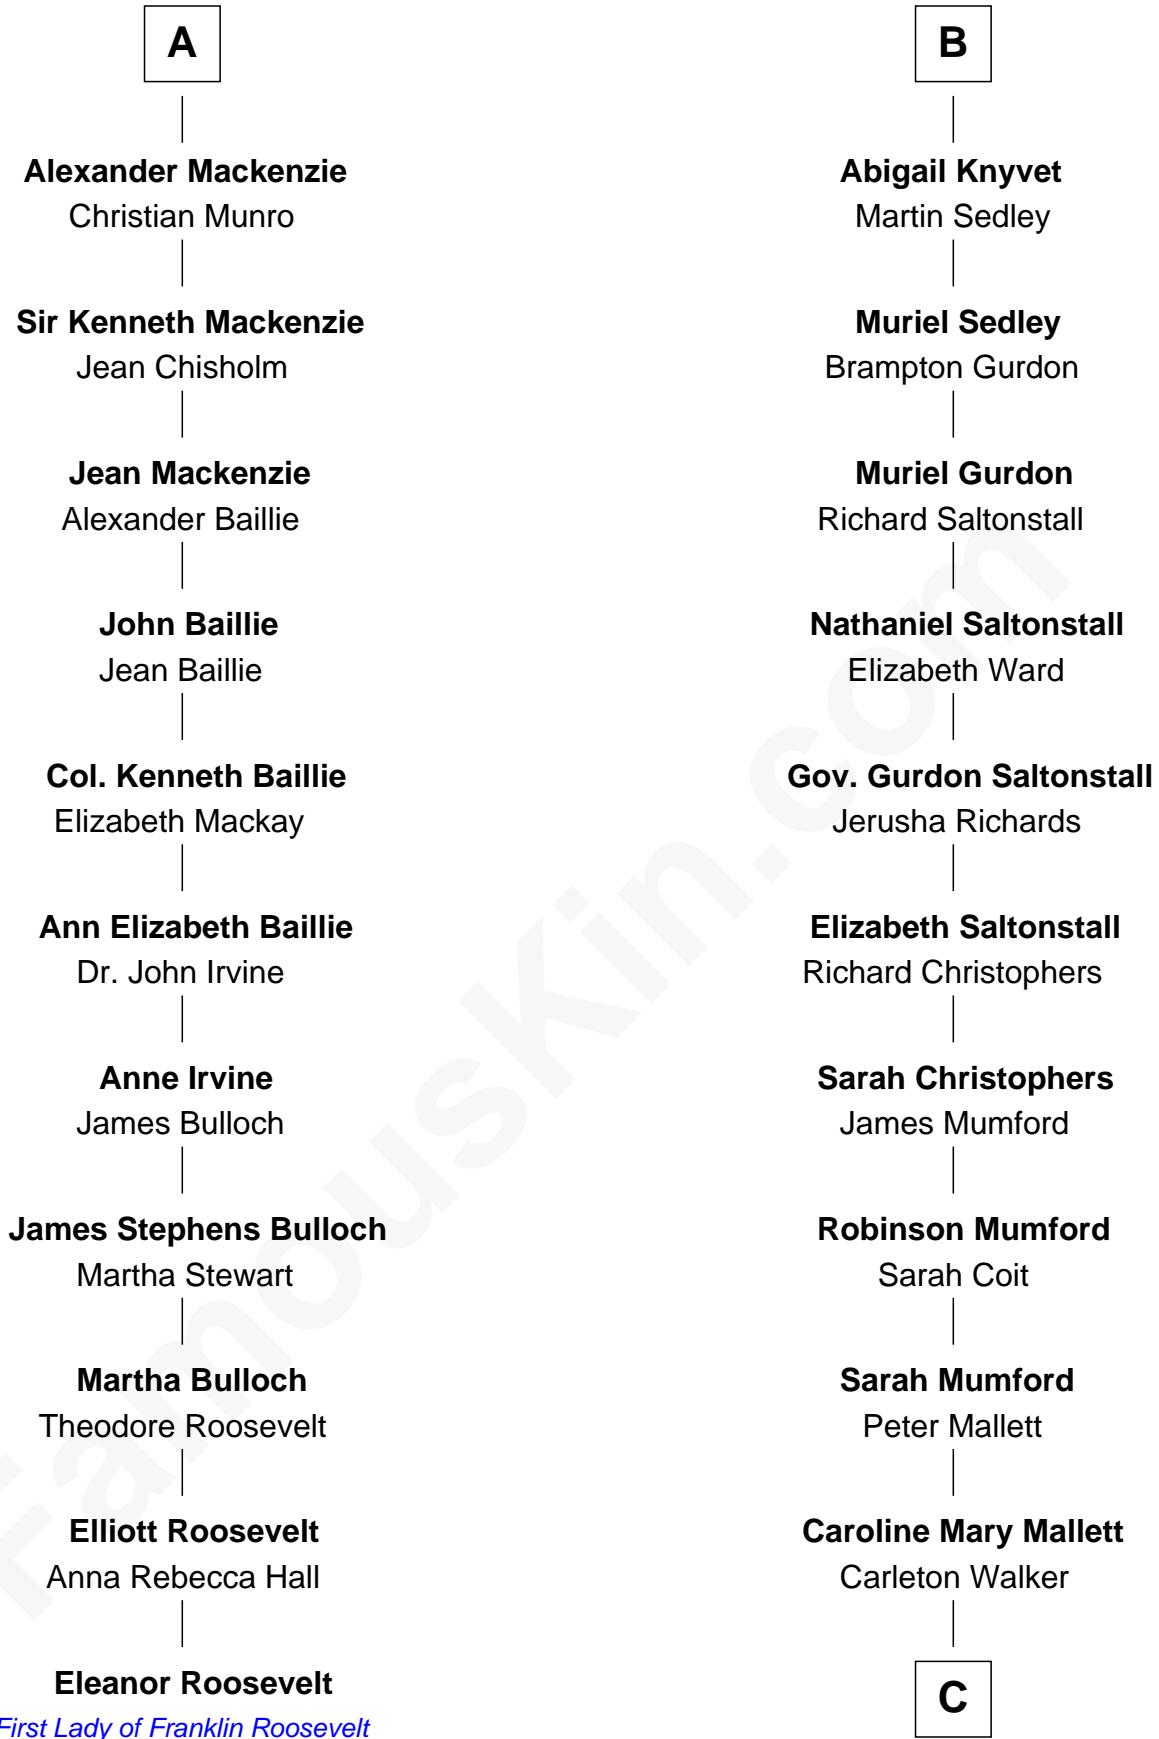 A
Alexander Mackenzie
Christian Munro
Sir Kenneth Mackenzie
Jean Chisholm
Jean Mackenzie
Alexander Baillie
John Baillie
Jean Baillie
Col. Kenneth Baillie
Elizabeth Mackay
Ann Elizabeth Baillie
Dr. John Irvine
Anne Irvine
James Bulloch
James Stephens Bulloch
Martha Stewart
Martha Bulloch
Theodore Roosevelt
Elliott Roosevelt
Anna Rebecca Hall
Eleanor Roosevelt
First Lady of Franklin Roosevelt
B
Abigail Knyvet
Martin Sedley
Muriel Sedley
Brampton Gurdon
Muriel Gurdon
Richard Saltonstall
Nathaniel Saltonstall
Elizabeth Ward
Gov. Gurdon Saltonstall
Jerusha Richards
Elizabeth Saltonstall
Richard Christophers
Sarah Christophers
James Mumford
Robinson Mumford
Sarah Coit
Sarah Mumford
Peter Mallett
Caroline Mary Mallett
Carleton Walker
C
FamousKin.com